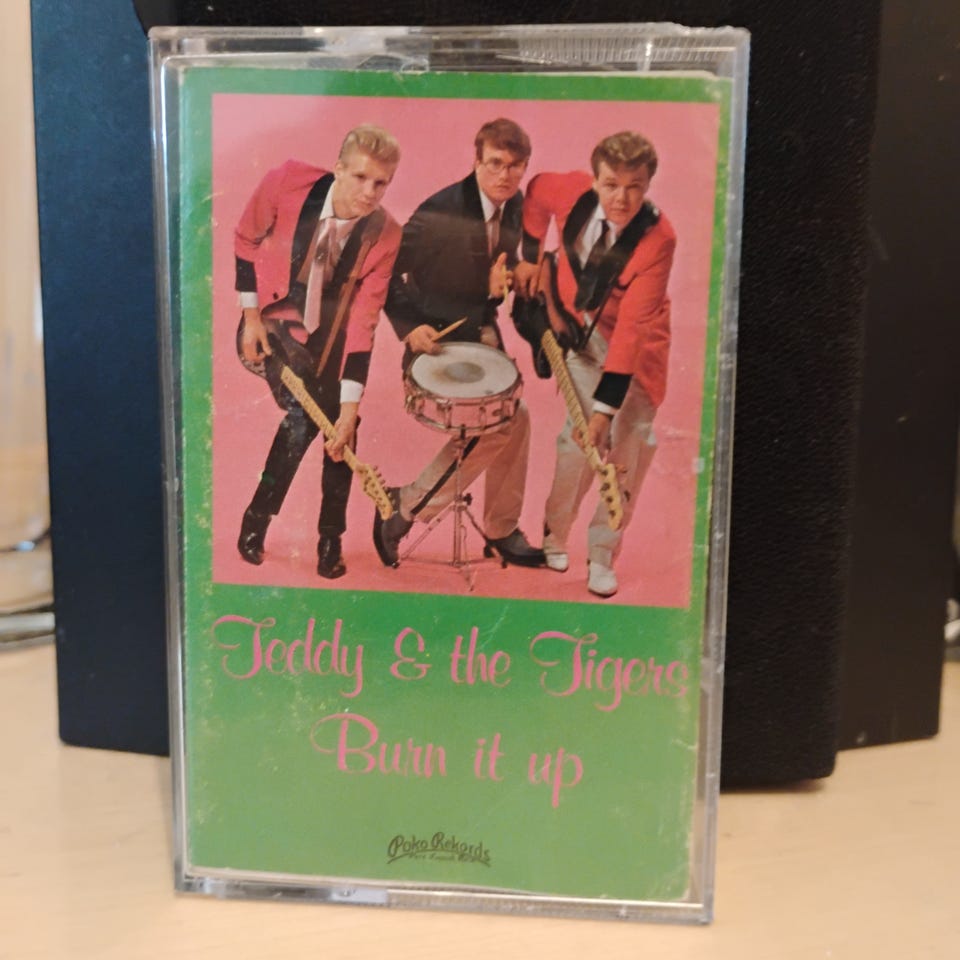 Teddy & the Tigers
Burn it up
Poko Rekords